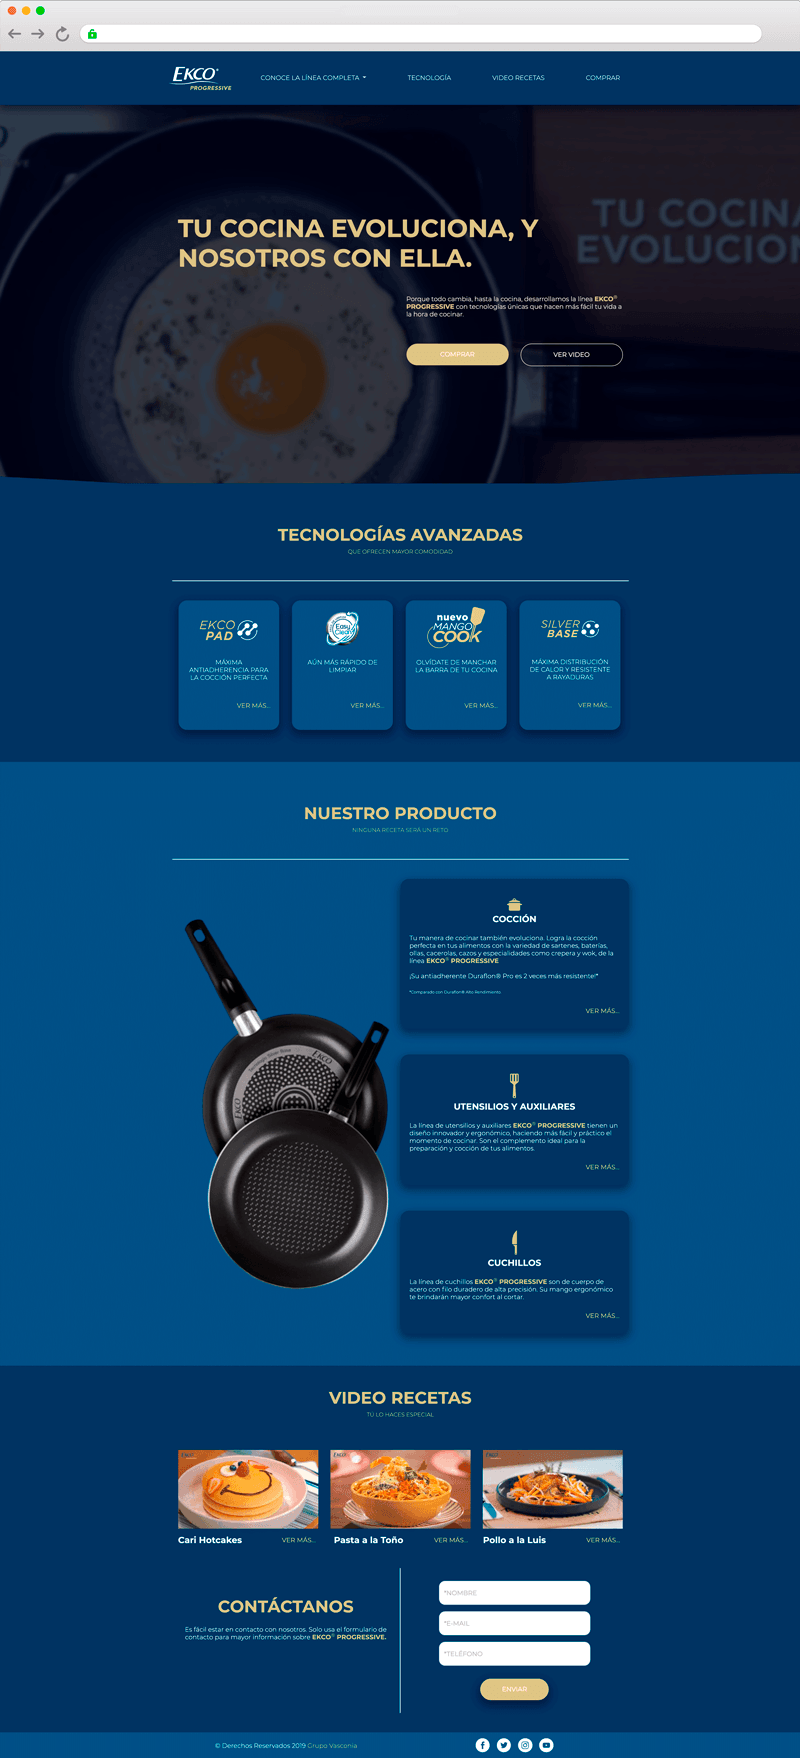 EKCO®
PROGRESSIVE
CONOCE LA LÍNEA COMPLETA
TECNOLOGÍA
VIDEO RECETAS
COMPRAR
TU COCINA
EVOLUCION
TU COCINA EVOLUCIONA, Y
NOSOTROS CON ELLA.
Porque todo cambia, hasta la cocina, desarrollamos la línea EKCO®
PROGRESSIVE con tecnologías únicas que hacen más fácil tu vida a
la hora de cocinar.
COMPRAR
VER VIDEO
TECNOLOGÍAS AVANZADAS
QUE OFRECEN MAYOR COMODIDAD
EKCO
PAD
MÁXIMA
ANTIADHERENCIA PARA
LA COCCIÓN PERFECTA
VER MÁS...
Easy
Clean
AÚN MÁS RÁPIDO DE
LIMPIAR
VER MÁS...
nuevo
MANGO
COOK
OLVÍDATE DE MANCHAR
LA BARRA DE TU COCINA
VER MÁS...
SILVER
BASE
MÁXIMA DISTRIBUCIÓN
DE CALOR Y RESISTENTE
A RAYADURAS
VER MÁS...
NUESTRO PRODUCTO
NINGUNA RECETA SERÁ UN RETO
EKCO
EKCO
COCCIÓN
Tu manera de cocinar también evoluciona. Logra la cocción
perfecta en tus alimentos con la variedad de sartenes, baterías,
ollas, cacerolas, cazos y especialidades como crepera y wok, de la
línea EKCO® PROGRESSIVE
¡Su antiadherente Duraflon® Pro es 2 veces más resistente!*
*Comparado con Duraflon® Alto Rendimiento
VER MÁS...
UTENSILIOS Y AUXILIARES
La línea de utensilios y auxiliares EKCO® PROGRESSIVE tienen un
diseño innovador y ergonómico, haciendo más fácil y práctico el
momento de cocinar. Son el complemento ideal para la
preparación y cocción de tus alimentos.
VER MÁS...
CUCHILLOS
La línea de cuchillos EKCO® PROGRESSIVE son de cuerpo de
acero con filo duradero de alta precisión. Su mango ergonómico
te brindarán mayor confort al cortar.
VER MÁS...
VIDEO RECETAS
TÚ LO HACES ESPECIAL
EKCO
EKCO
EKCO
Cari Hotcakes
VER MÁS...
Pasta a la Toño
VER MÁS...
Pollo a la Luis
VER MÁS...
CONTÁCTANOS
Es fácil estar en contacto con nosotros. Solo usa el formulario de
contacto para mayor información sobre EKCO® PROGRESSIVE.
*NOMBRE
*E-MAIL
*TELÉFONO
ENVIAR
© Derechos Reservados 2019 Grupo Vasconia